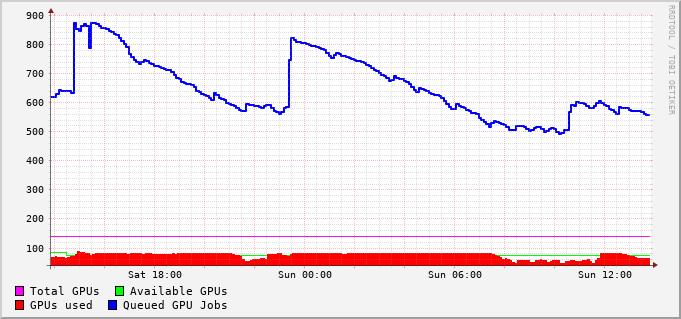 900
800
700
600
500
400
300
200
100
Sat 18:00 Sun 00:00 Sun 06:00 Sun 12:00
Total GPUs Available GPUs
GPUs used Queued GPU Jobs
RRDTOOL / TOBI OETIKER